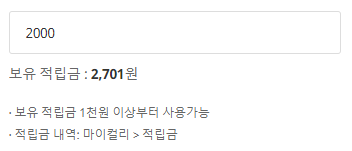 2000
보유 적립금 : 2,701원
· 보유 적립금 1천원 이상부터 사용가능
· 적립금 내역: 마이컬리 > 적립금